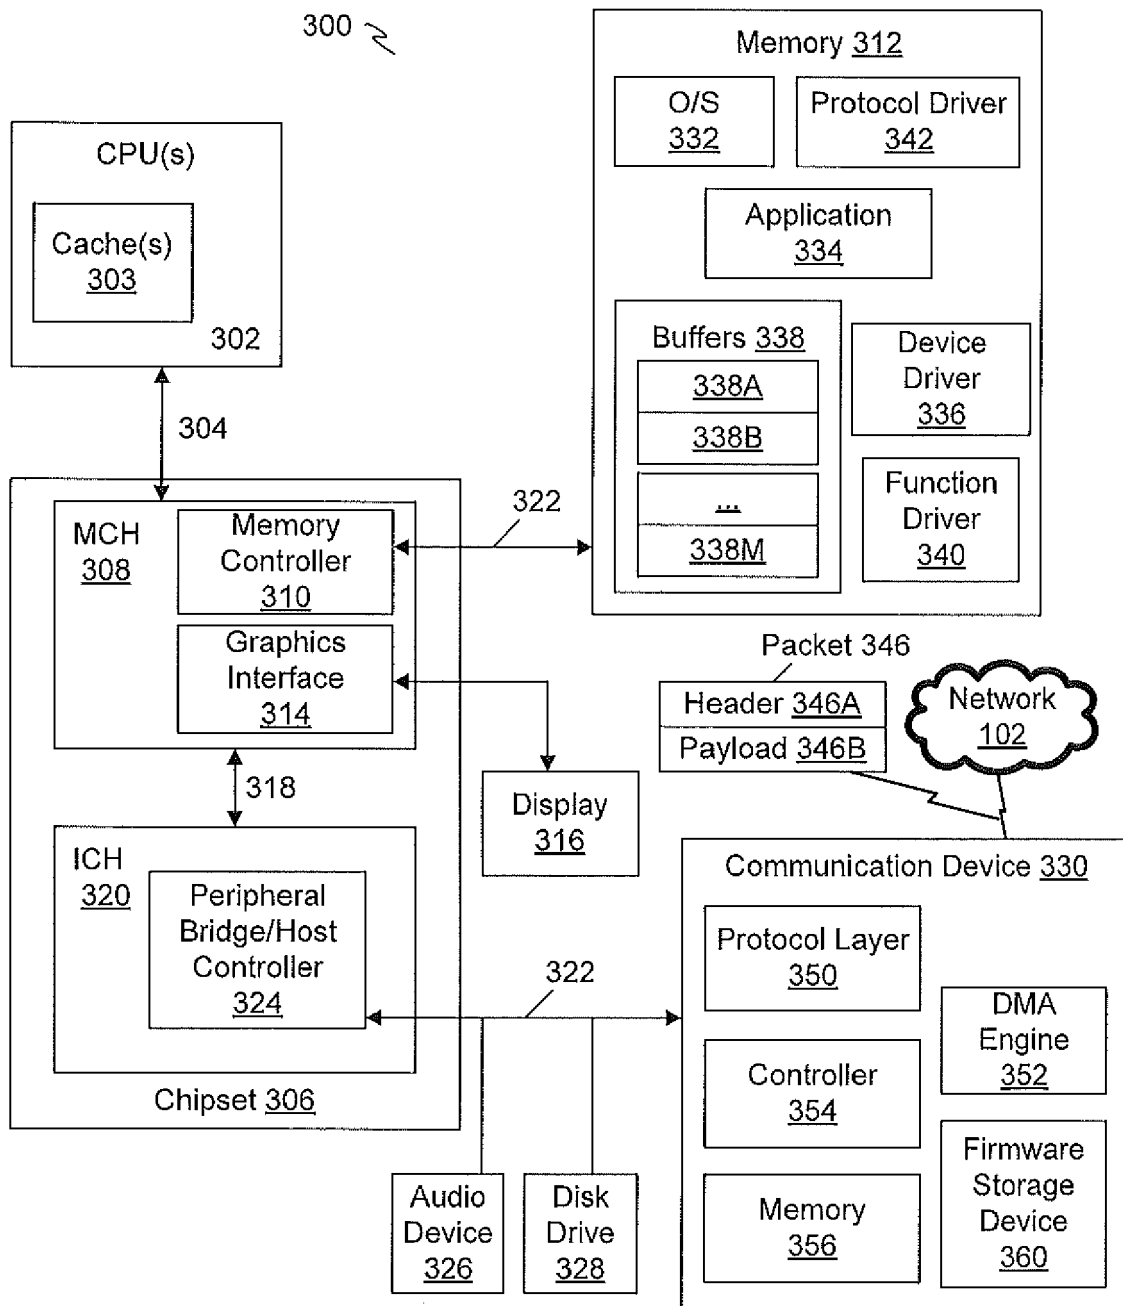 300
Memory 312
O/S
332
Protocol Driver
342
Application
334
Buffers 338
338A
338B
...
338M
Device
Driver
336
Function
Driver
340
CPU(s)
Cache(s)
303
302
304
MCH
308
Memory
Controller
310
322
Graphics
Interface
314
318
Display
316
Packet 346
Header 346A
Payload 346B
Network
102
ICH
320
Peripheral
Bridge/Host
Controller
324
322
Chipset 306
Audio
Device
326
Disk
Drive
328
Communication Device 330
Protocol Layer
350
DMA
Engine
352
Controller
354
Memory
356
Firmware
Storage
Device
360